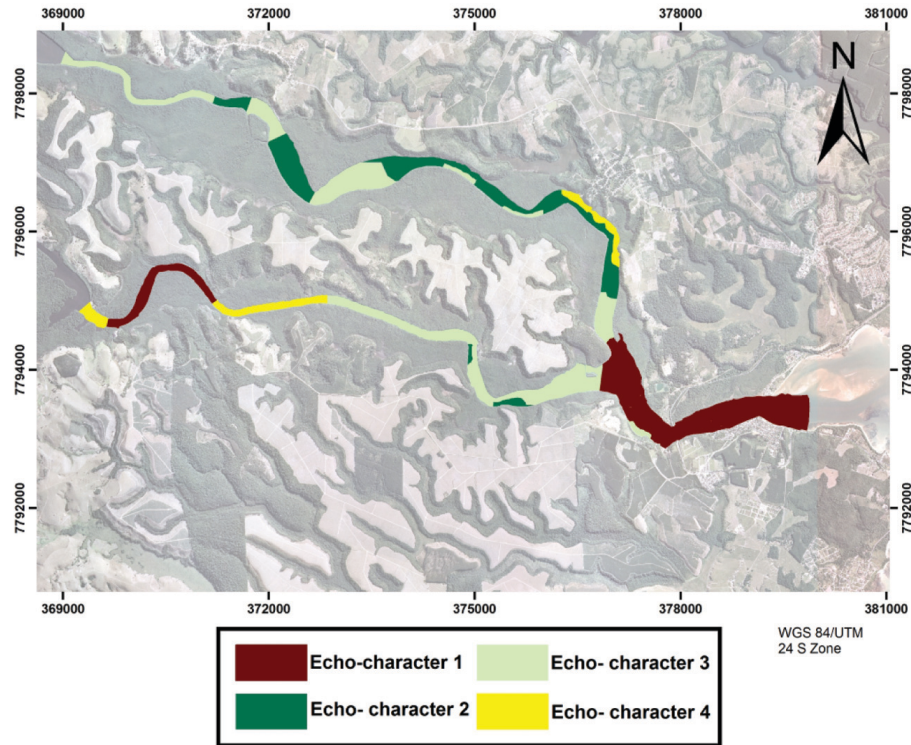 369000 372000 375000 378000 381000
N
7798000 7798000
7796000 7796000
7794000 7794000
7792000 7792000
369000 372000 375000 378000 381000
WGS 84/UTM
24 S Zone
Echo-character 1 Echo- character 3
Echo- character 2 Echo- character 4